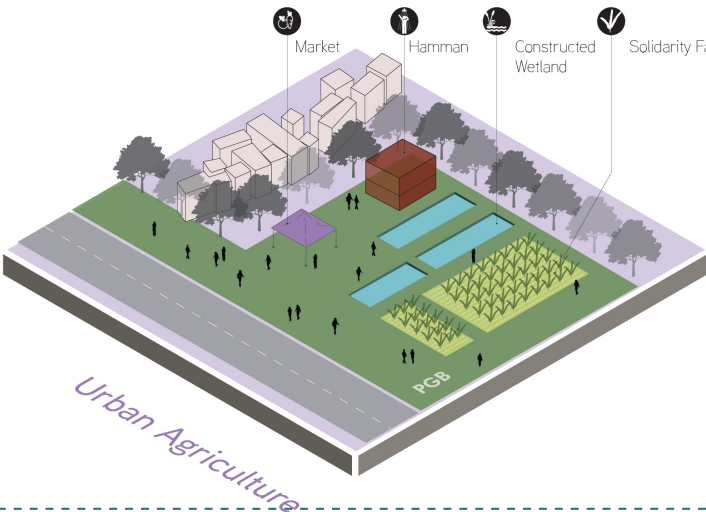 Market
Hamman
Constructed
Wetland
Solidarity
PGB
Urban Agriculture